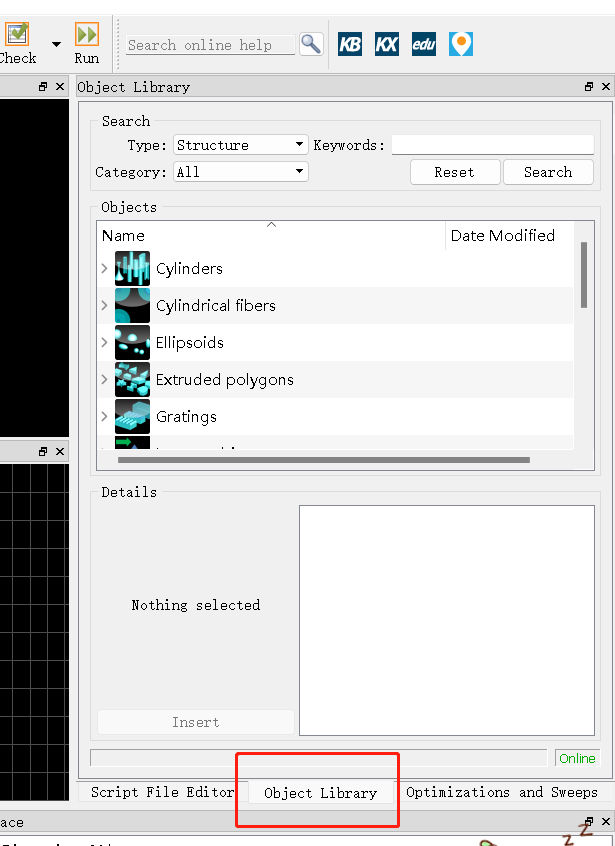 Check
Run
Search online help
KB
KX
edu
Object Library
Search
Type: Structure
Keywords:
Category: All
Reset
Search
Objects
Name
Date Modified
Cylinders
Cylindrical fibers
Ellipsoids
Extruded polygons
Gratings
Details
Nothing selected
Insert
Online
Script File Editor
Object Library
Optimizations and Sweeps
ace
z Z